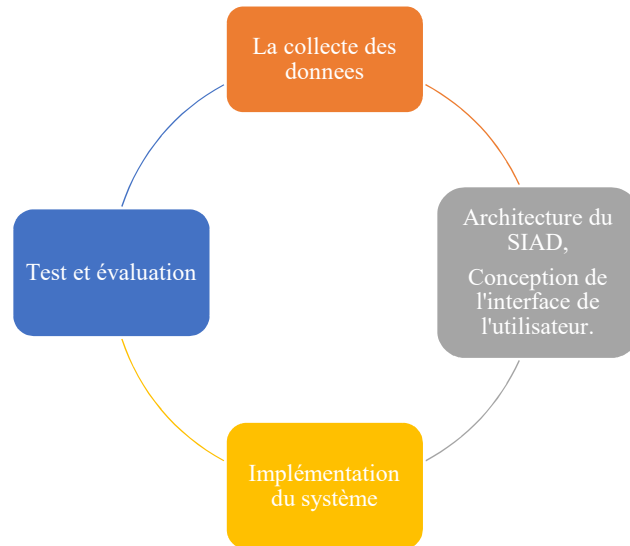 La collecte des
donnees
Architecture du
SIAD,
Conception de
l'interface de
l'utilisateur.
Implémentation
du système
Test et évaluation